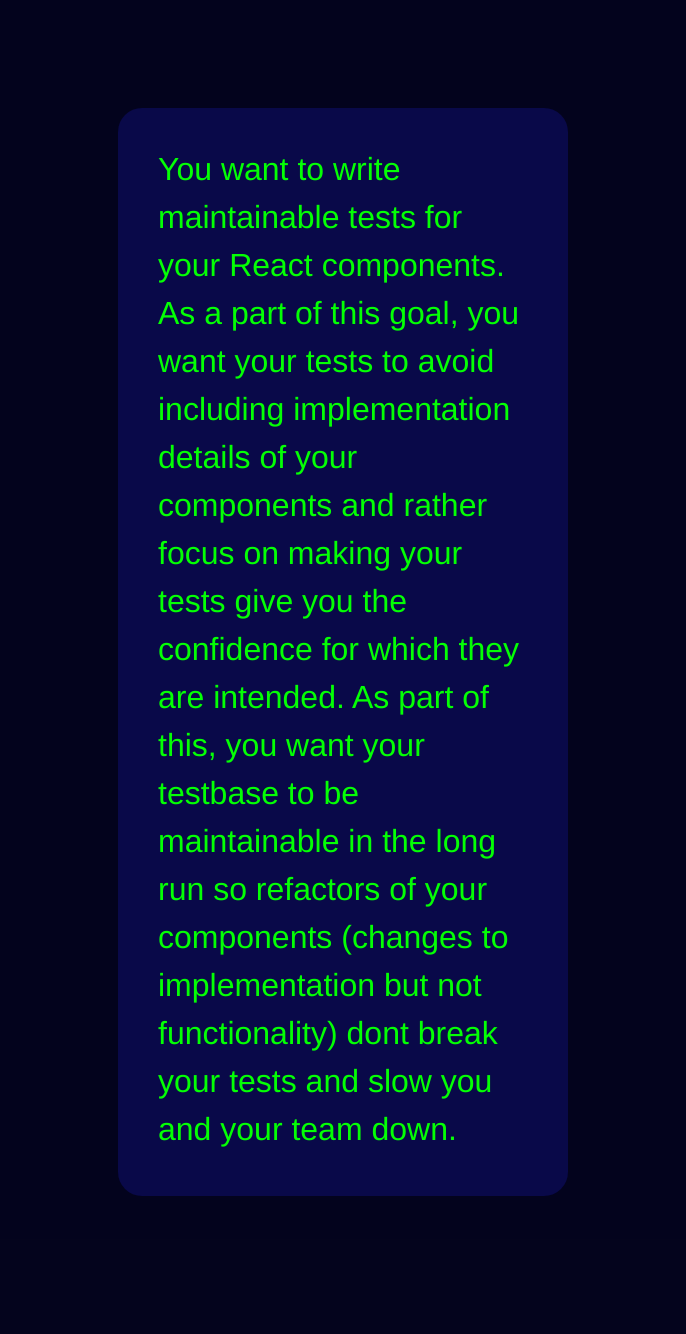 You want to write
maintainable tests for
your React components.
As a part of this goal, you
want your tests to avoid
including implementation
details of your
components and rather
focus on making your
tests give you the
confidence for which they
are intended. As part of
this, you want your
testbase to be
maintainable in the long
run so refactors of your
components (changes to
implementation but not
functionality) dont break
your tests and slow you
and your team down.